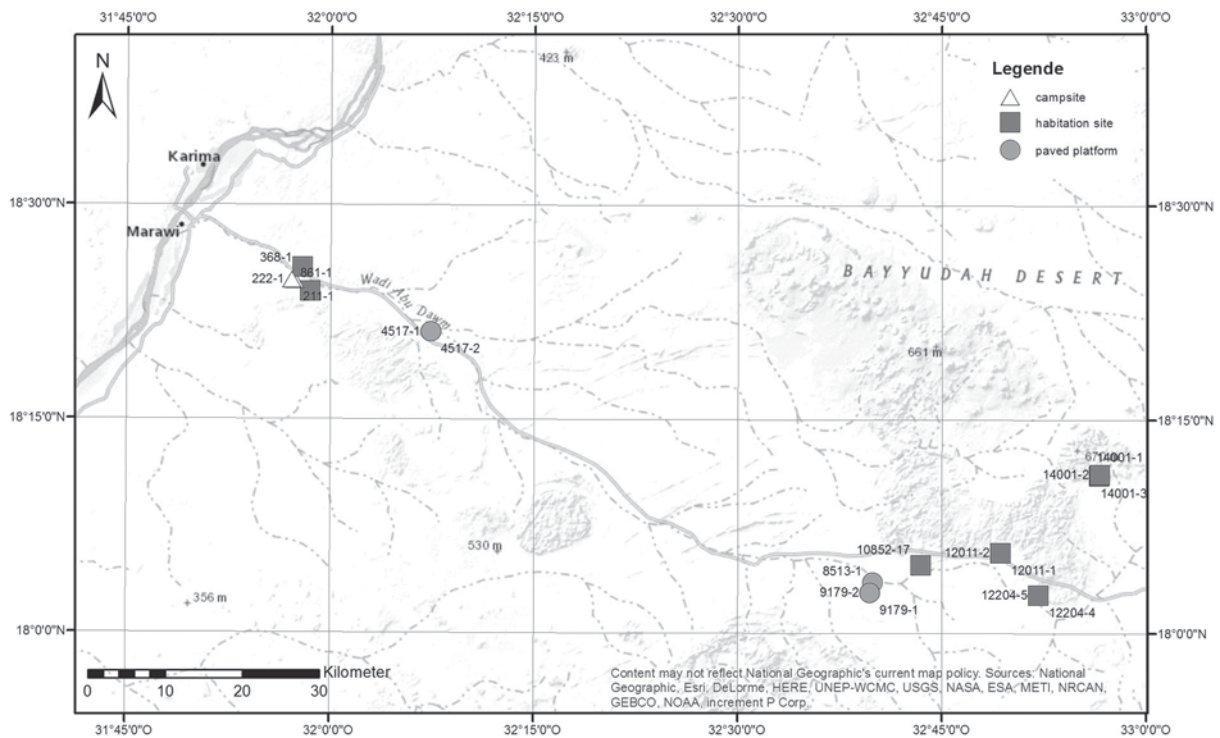 31°45'0"O 32°0'0"O 32°15'0"O 32°30'0"O 32°45'0"O 33°0'0"O
N
423 m
Legende
campsite
habitation site
paved platform
Karima
18°30'0"N 18°30'0"N
Marawi
368-1
861-1
222-1
211-1
Wadi Abu Dawm
BAYYUDAH DESERT
4517-1
4517-2
661 m
18°15'0"N 18°15'0"N
14001-1
14001-2
14001-3
530 m
10852-17
12011-2
12011-1
8513-1
9179-2
9179-1
12204-5
12204-4
356 m
18°0'0"N 18°0'0"N
Kilometer
0 10 20 30
Content may not reflect National Geographic's current map policy. Sources: National
Geographic, Esri, DeLorme, HERE, UNEP-WCMC, USGS, NASA, ESA, METI, NRCAN,
GEBCO, NOAA, increment P Corp.
31°45'0"O 32°0'0"O 32°15'0"O 32°30'0"O 32°45'0"O 33°0'0"O